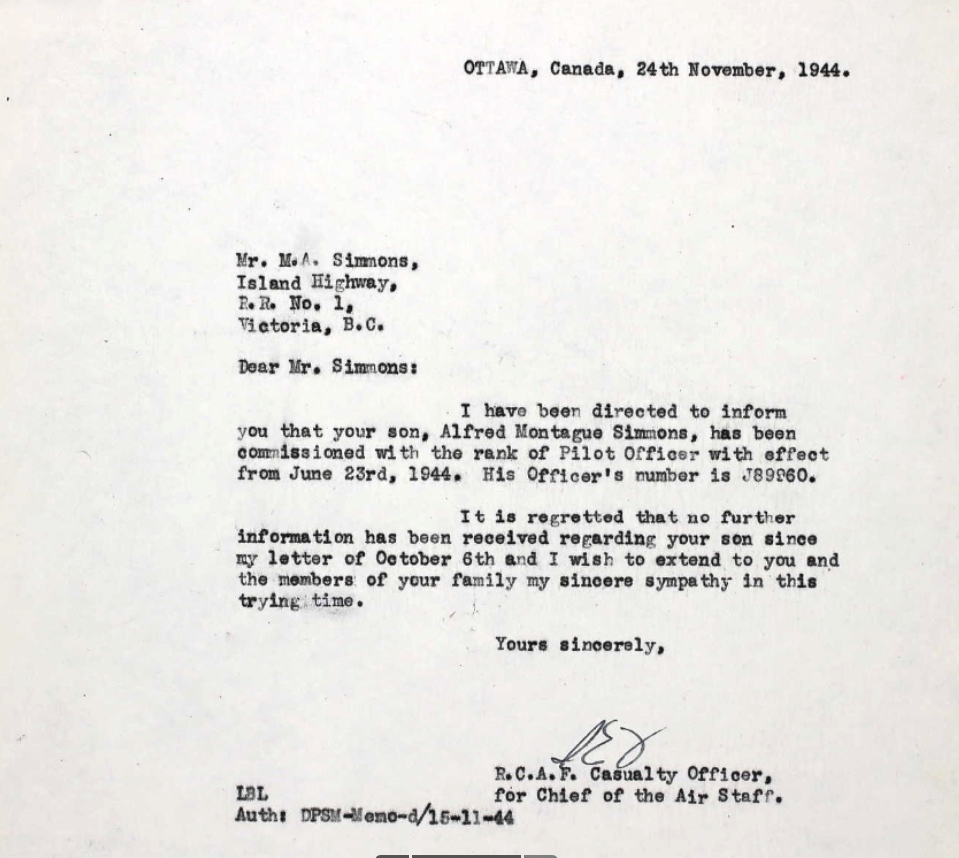 OTTAWA, Canada, 24th November, 1944.
Mr. M.A. Simmons,
Island Highway,
R.R. No. 1,
Victoria, B.C.
Dear Mr. Simmons:
I have been directed to inform
you that your son, Alfred Montague Simmons, has been
commissioned with the rank of Pilot Officer with effect
from June 23rd, 1944. His Officer's number is J89960.
It is regretted that no further
information has been received regarding your son since
my letter of October 6th and I wish to extend to you and
the members of your family my sincere sympathy in this
trying time.
Yours sincerely,
R.C.A.F. Casualty Officer,
for Chief of the Air Staff.
LBL
Auth: DPSM-Memo-d/15-11-44